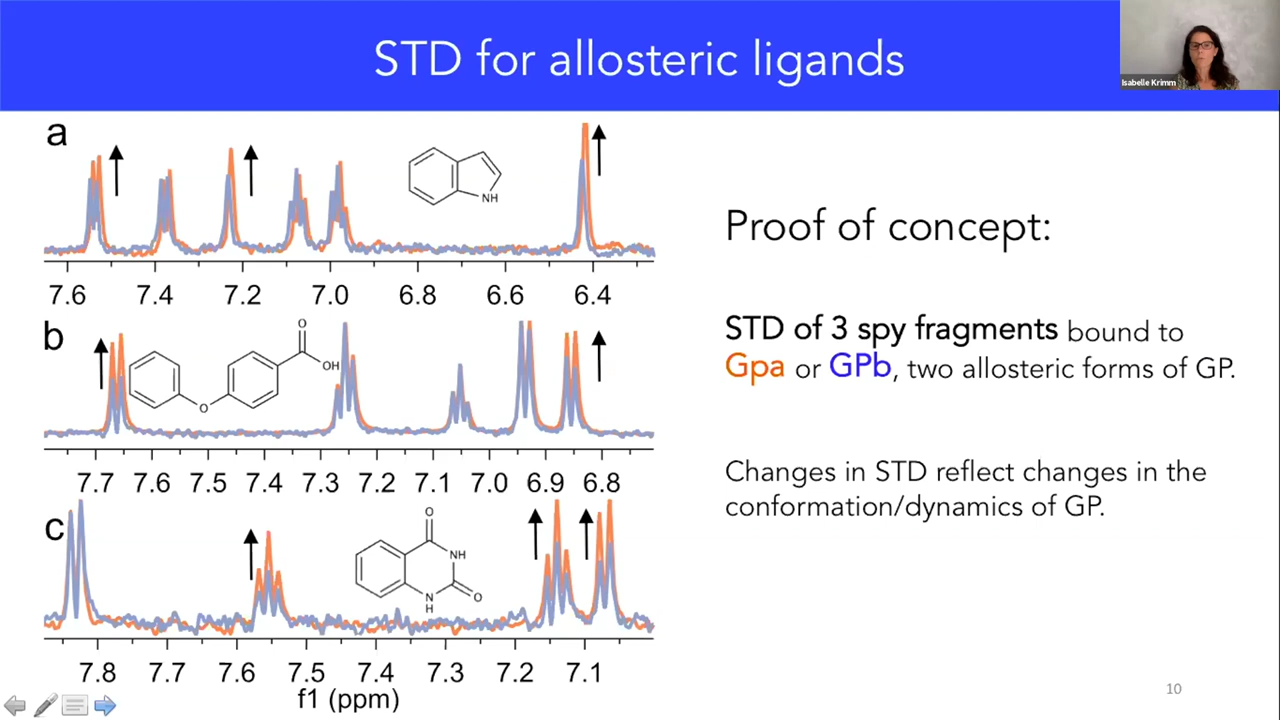 STD for allosteric ligands
Isabelle Krimm
a
NH
7.6 7.4 7.2 7.0 6.8 6.6 6.4
b
O
OH
O
7.7 7.6 7.5 7.4 7.3 7.2 7.1 7.0 6.9 6.8
c
O
NH
N
H
O
7.8 7.7 7.6 7.5 7.4 7.3 7.2 7.1
f1 (ppm)
Proof of concept:
STD of 3 spy fragments bound to
Gpa or GPb, two allosteric forms of GP.
Changes in STD reflect changes in the
conformation/dynamics of GP.
10